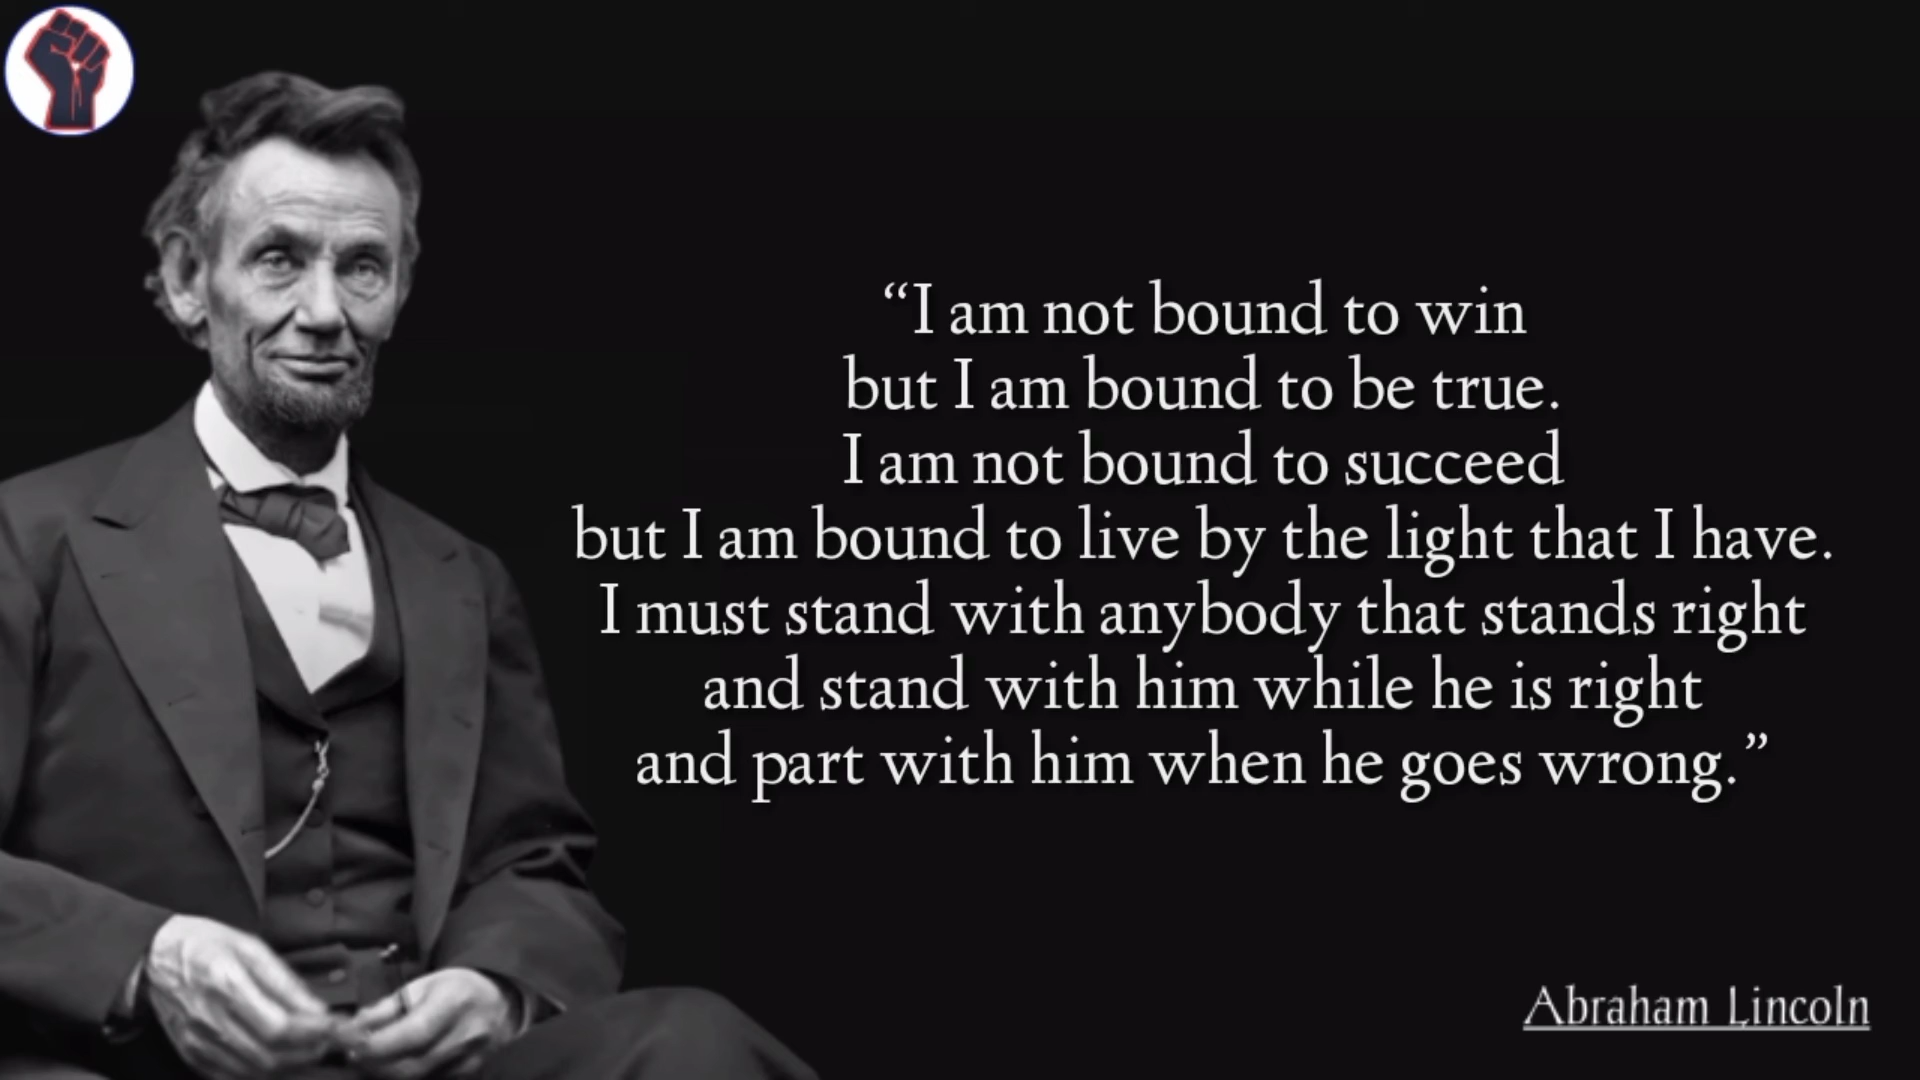 “I am not bound to win
but I am bound to be true.
I am not bound to succeed
but I am bound to live by the light that I have.
I must stand with anybody that stands right
and stand with him while he is right
and part with him when he goes wrong.”
Abraham Lincoln